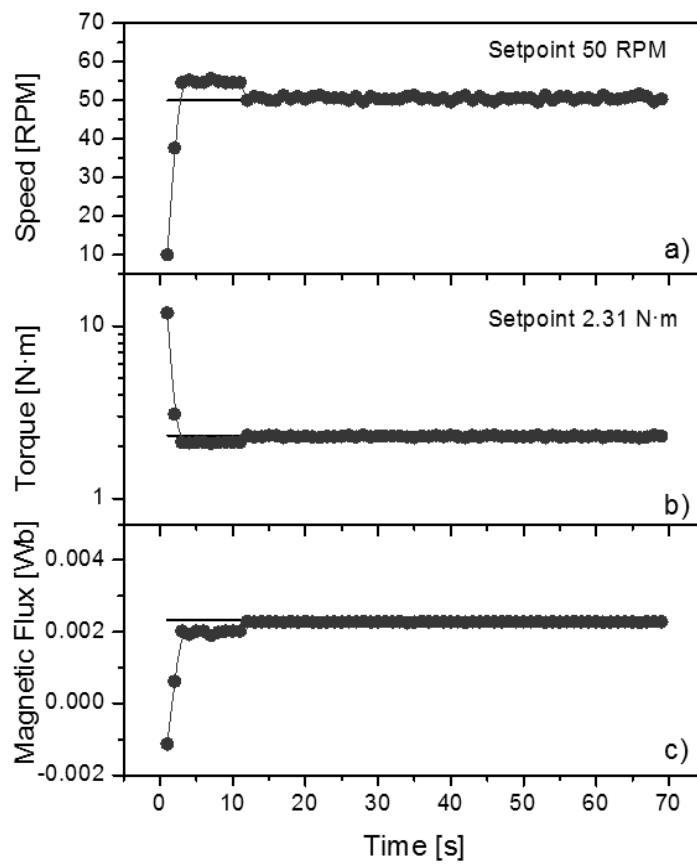 70
60
50
40
30
20
10
Speed [RPM]
Setpoint 50 RPM
a)
10
1
Torque [N·m]
Setpoint 2.31 N·m
b)
0.004
0.002
0.000
-0.002
Magnetic Flux [Wb]
c)
0 10 20 30 40 50 60 70
Time [s]